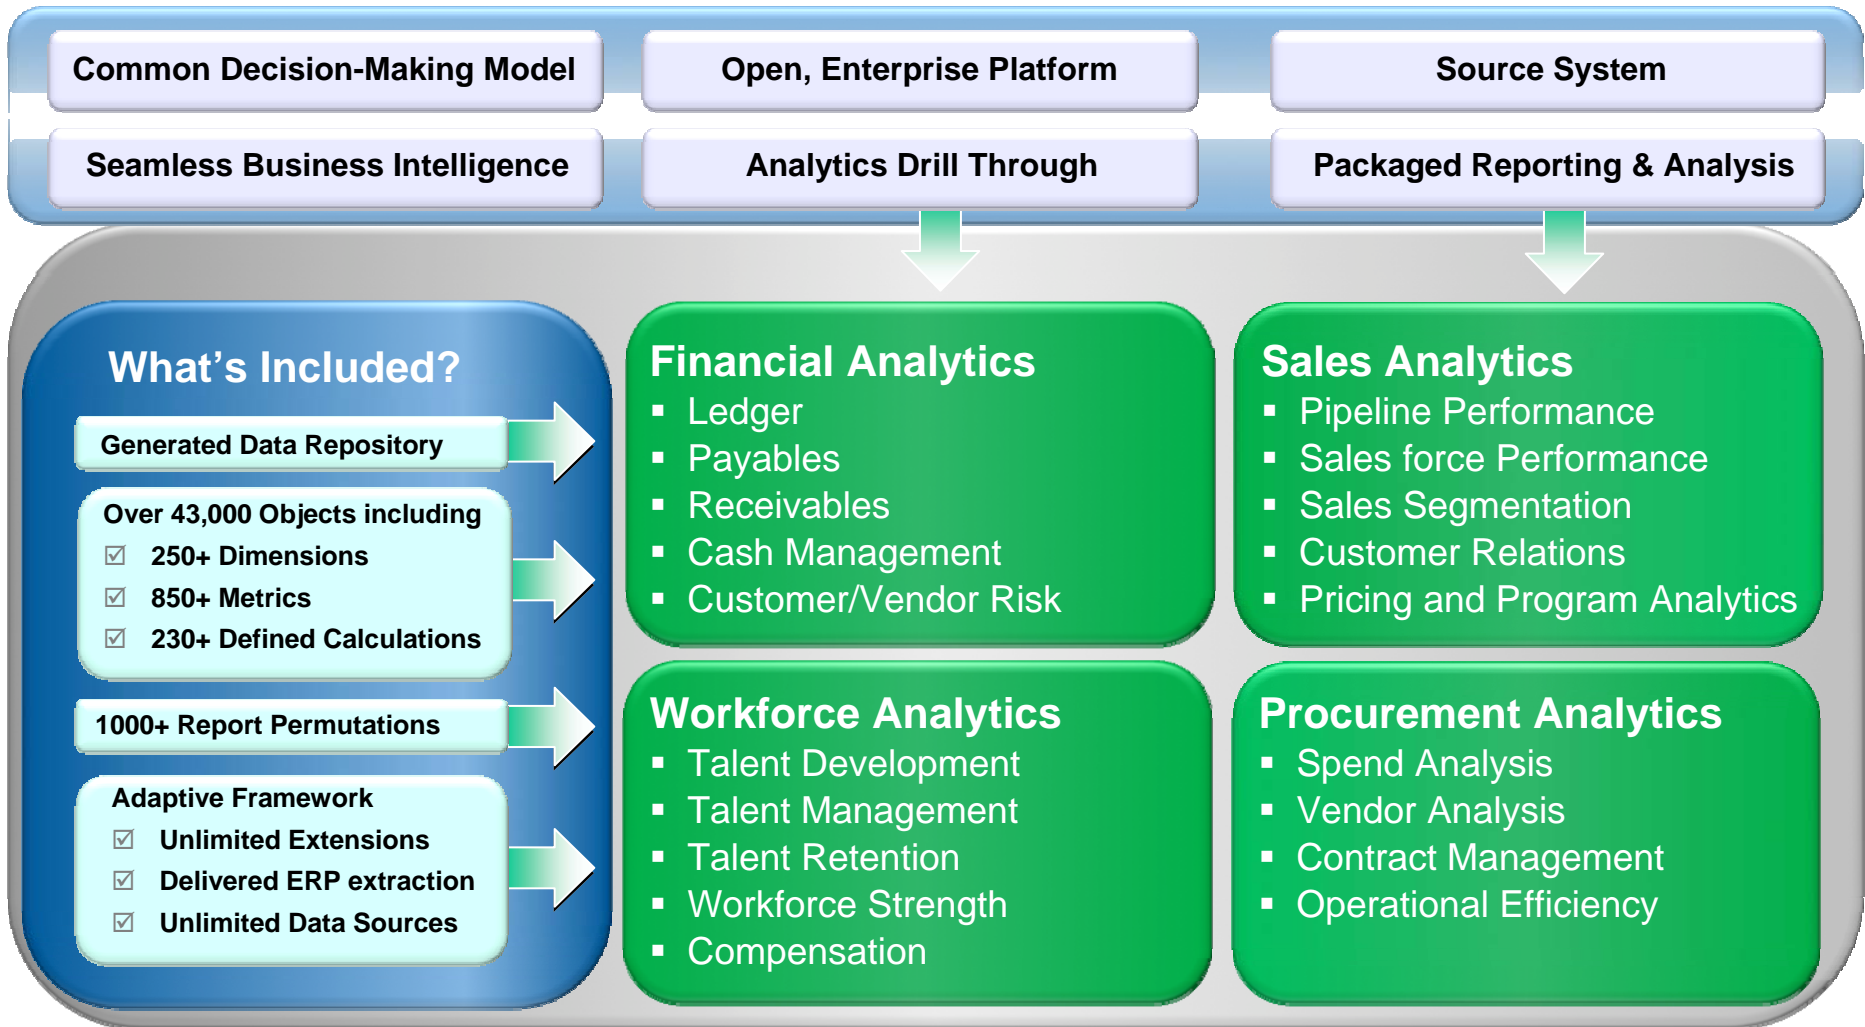 Common Decision-Making Model
Open, Enterprise Platform
Source System
Seamless Business Intelligence
Analytics Drill Through
Packaged Reporting & Analysis
What's Included?
Generated Data Repository
Over 43,000 Objects including
☑ 250+ Dimensions
☑ 850+ Metrics
☑ 230+ Defined Calculations
1000+ Report Permutations
Adaptive Framework
☑ Unlimited Extensions
☑ Delivered ERP extraction
☑ Unlimited Data Sources
Financial Analytics
▪ Ledger
▪ Payables
▪ Receivables
▪ Cash Management
▪ Customer/Vendor Risk
Sales Analytics
▪ Pipeline Performance
▪ Sales force Performance
▪ Sales Segmentation
▪ Customer Relations
▪ Pricing and Program Analytics
Workforce Analytics
▪ Talent Development
▪ Talent Management
▪ Talent Retention
▪ Workforce Strength
▪ Compensation
Procurement Analytics
▪ Spend Analysis
▪ Vendor Analysis
▪ Contract Management
▪ Operational Efficiency